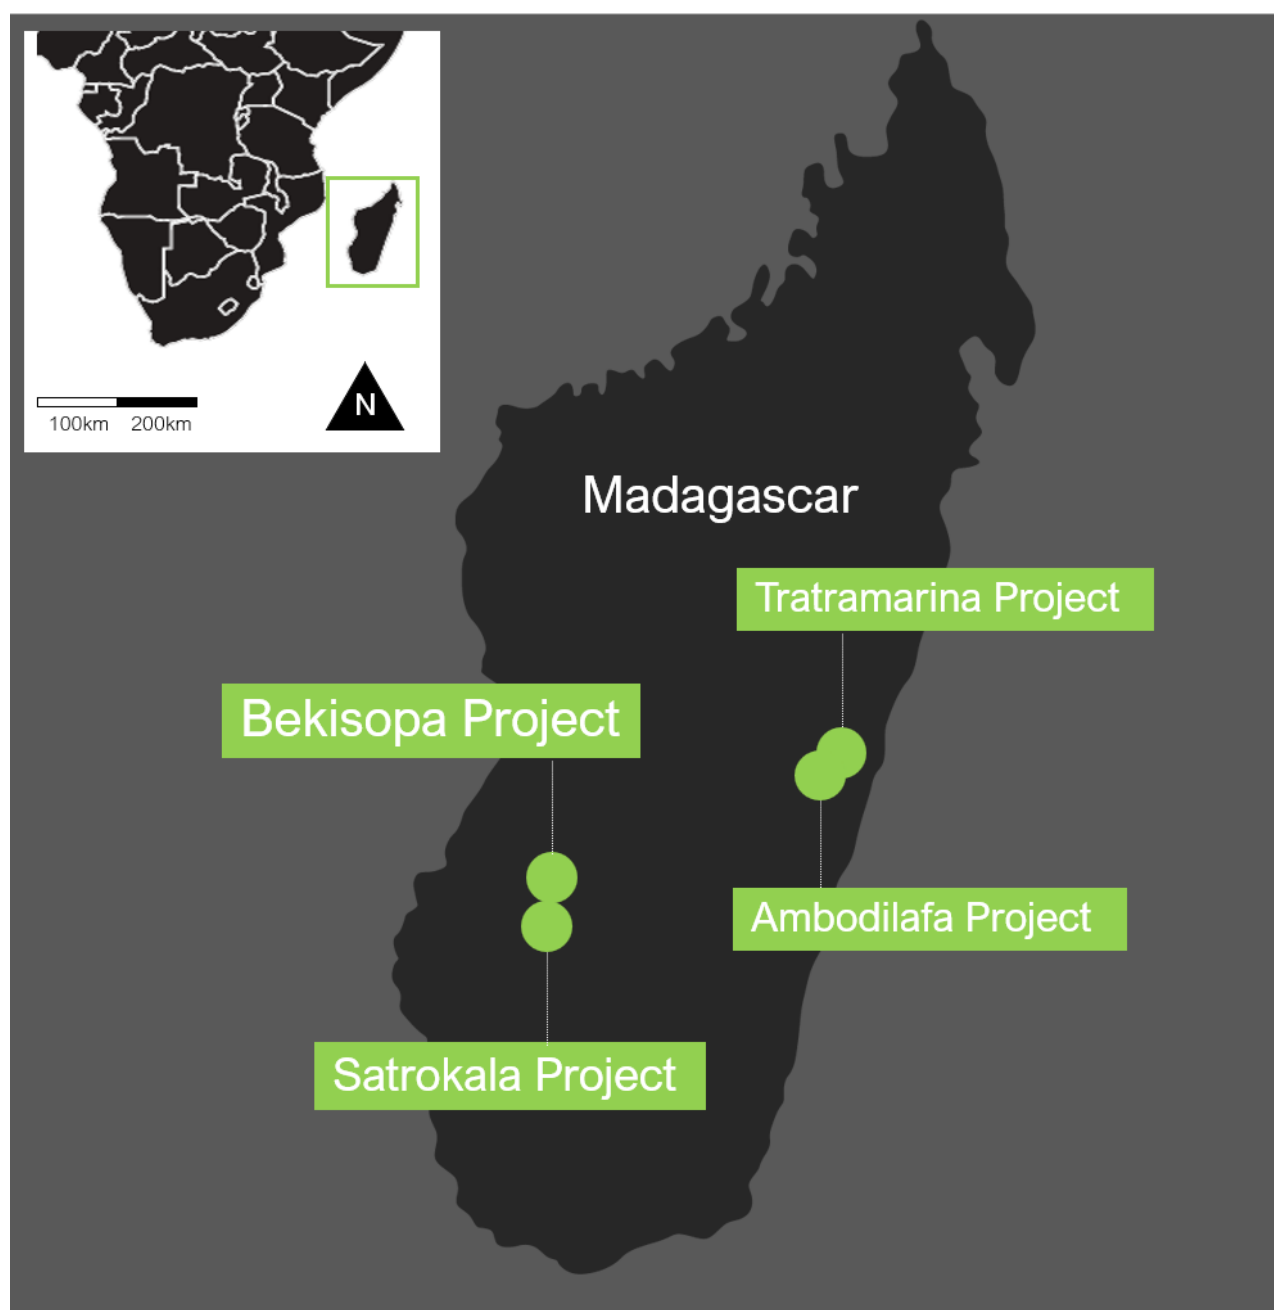 N
100km 200km
Madagascar
Tratramarina Project
Bekisopa Project
Ambodilafa Project
Satrokala Project